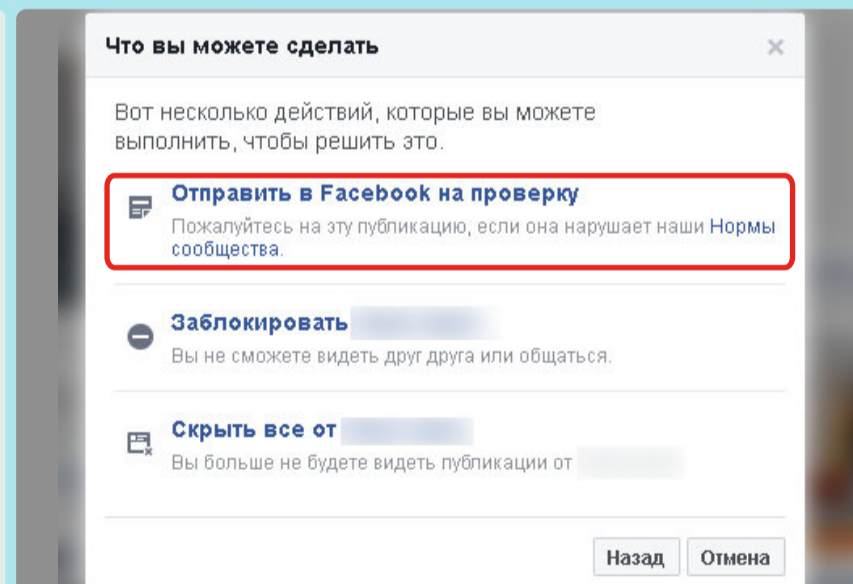 Что вы можете сделать
Вот несколько действий, которые вы можете
выполнить, чтобы решить это.
Отправить в Facebook на проверку
Пожалуйтесь на эту публикацию, если она нарушает наши Нормы
сообщества.
Заблокировать
Вы не сможете видеть друг друга или общаться.
Скрыть все от
Вы больше не будете видеть публикации от
Назад Отмена